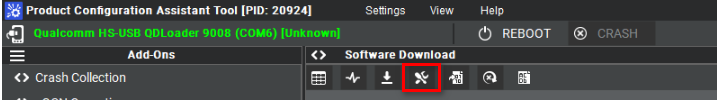 Product Configuration Assistant Tool [PID: 20924] Settings View Help
Qualcomm HS-USB QDLoader 9008 (COM6) [Unknown] REBOOT CRASH
Add-Ons Software Download
Crash Collection